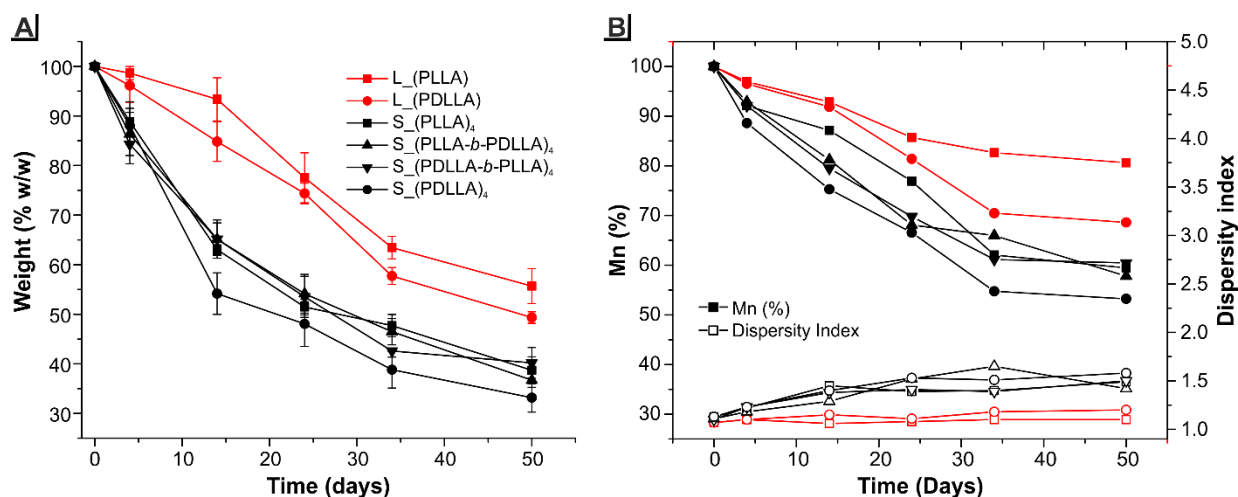 A
B
Weight (% w/w)
100
90
80
70
60
50
40
30
0
10
20
30
40
50
Time (days)
L_(PLLA)
L_(PDLLA)
S_(PLLA)₄
S_(PLLA-b-PDLLA)₄
S_(PDLLA-b-PLLA)₄
S_(PDLLA)₄
Mn (%)
100
90
80
70
60
50
40
30
Mn (%)
Dispersity Index
0
10
20
30
40
50
Time (Days)
5.0
4.5
4.0
3.5
3.0
2.5
2.0
1.5
1.0
Dispersity index